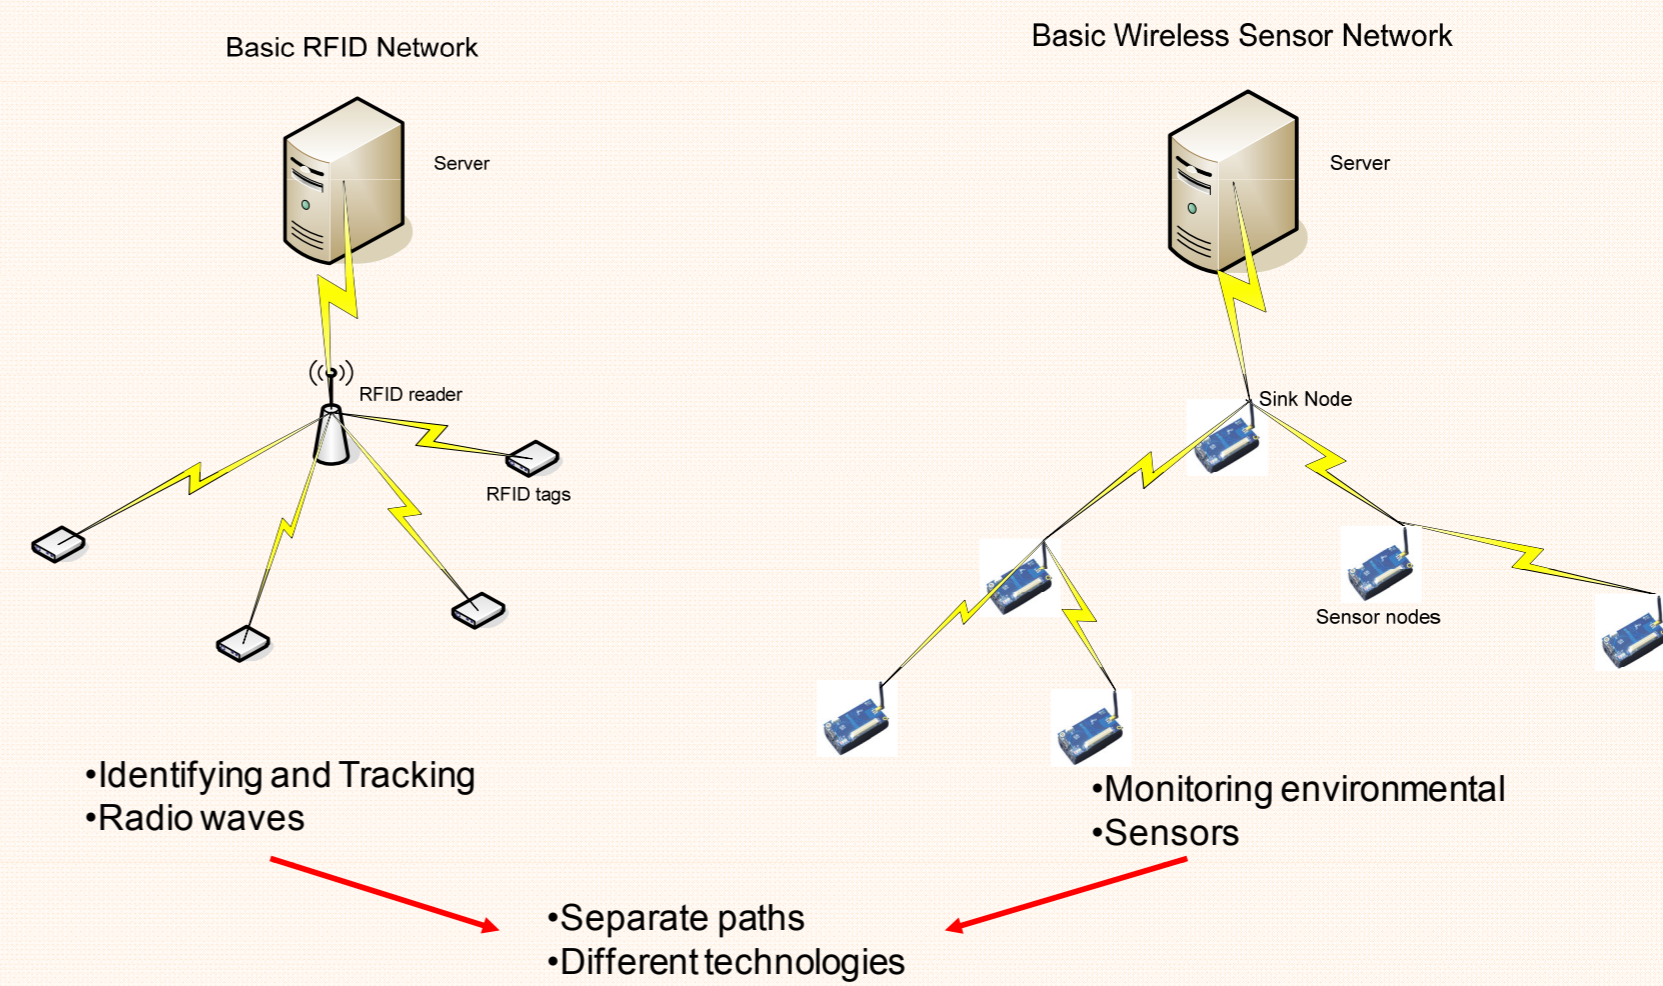 Basic RFID Network
Server
RFID reader
RFID tags
•Identifying and Tracking
•Radio waves
Basic Wireless Sensor Network
Server
Sink Node
Sensor nodes
•Monitoring environmental
•Sensors
•Separate paths
•Different technologies